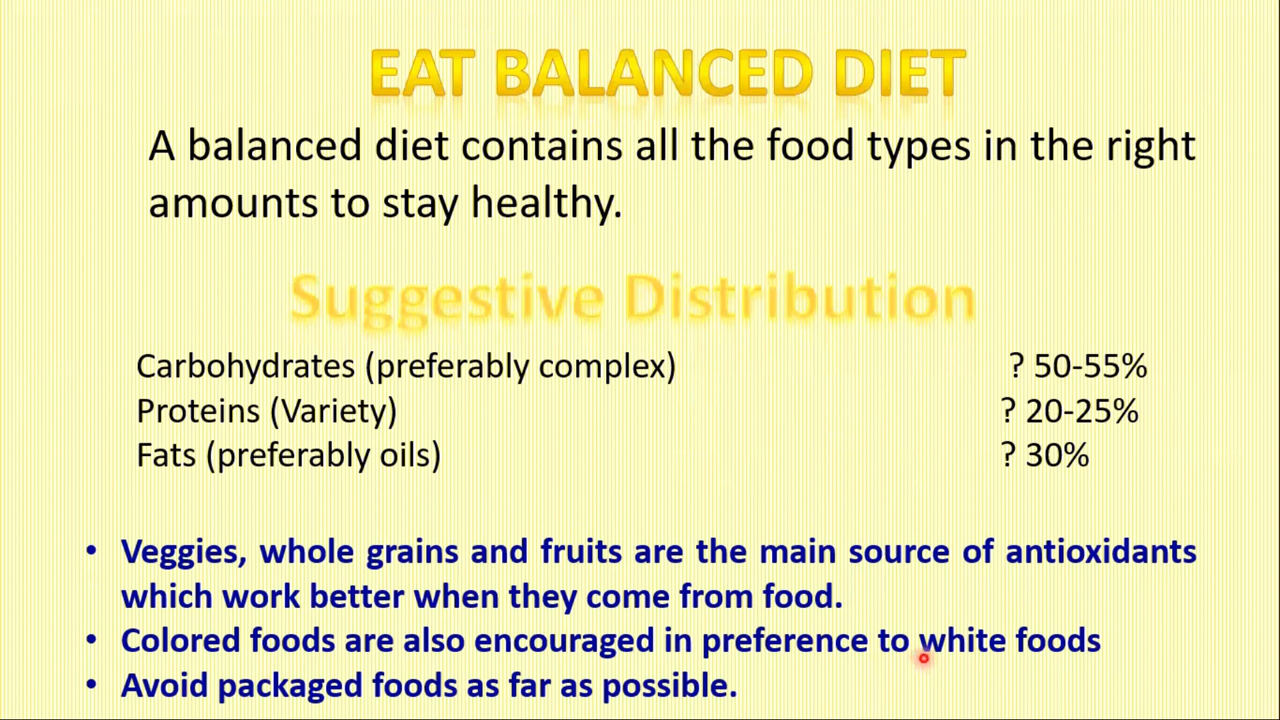 EAT BALANCED DIET
A balanced diet contains all the food types in the right
amounts to stay healthy.
Suggestive Distribution
Carbohydrates (preferably complex) ? 50-55%
Proteins (Variety) ? 20-25%
Fats (preferably oils) ? 30%
• Veggies, whole grains and fruits are the main source of antioxidants
which work better when they come from food.
• Colored foods are also encouraged in preference to white foods
• Avoid packaged foods as far as possible.